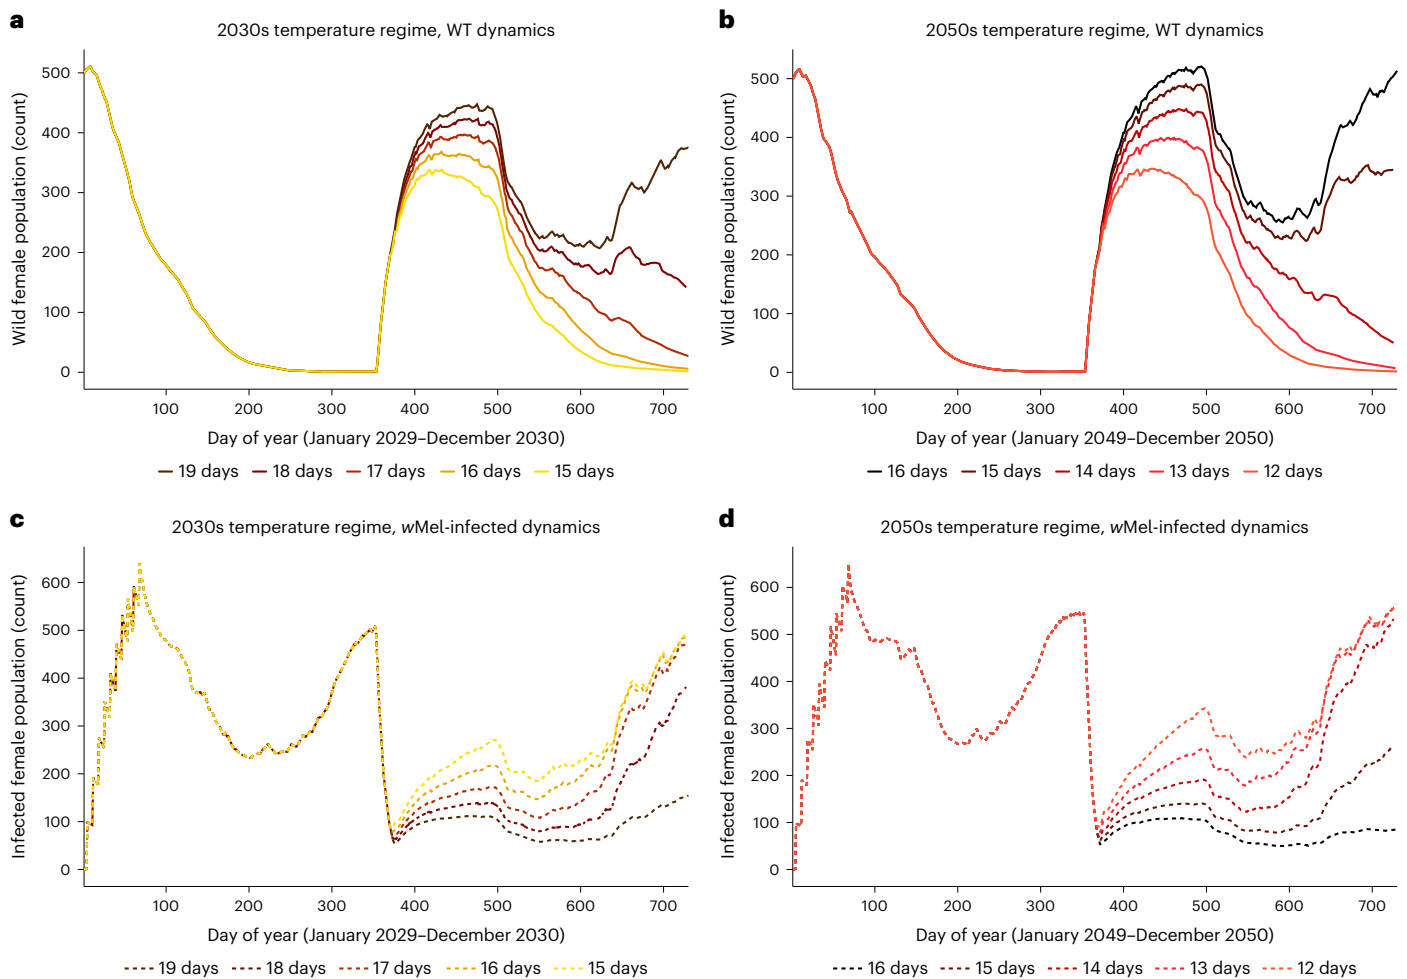 a
2030s temperature regime, WT dynamics
Wild female population (count)
500
400
300
200
100
0
100 200 300 400 500 600 700
Day of year (January 2029–December 2030)
19 days 18 days 17 days 16 days 15 days
b
2050s temperature regime, WT dynamics
Wild female population (count)
500
400
300
200
100
0
100 200 300 400 500 600 700
Day of year (January 2049–December 2050)
16 days 15 days 14 days 13 days 12 days
c
2030s temperature regime, wMel-infected dynamics
Infected female population (count)
600
500
400
300
200
100
0
100 200 300 400 500 600 700
Day of year (January 2029–December 2030)
19 days 18 days 17 days 16 days 15 days
d
2050s temperature regime, wMel-infected dynamics
Infected female population (count)
600
500
400
300
200
100
0
100 200 300 400 500 600 700
Day of year (January 2049–December 2050)
16 days 15 days 14 days 13 days 12 days